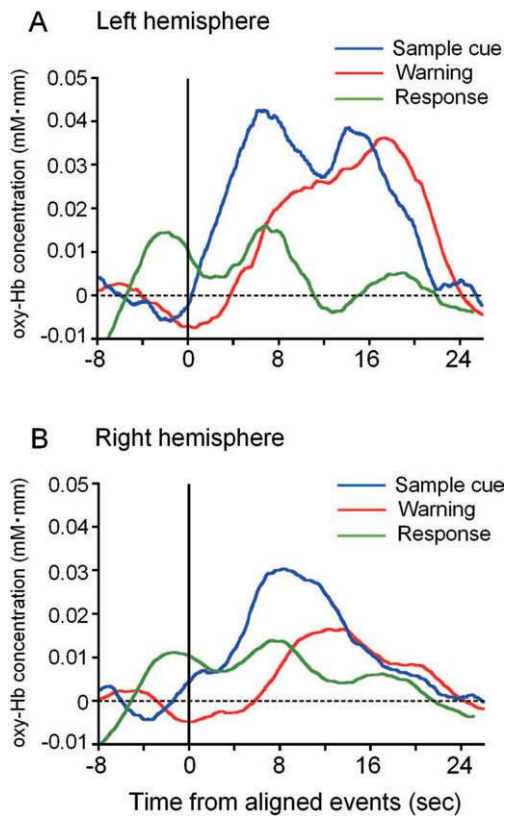 A Left hemisphere
Sample cue
Warning
Response
oxy-Hb concentration (mM·mm)
0.05
0.04
0.03
0.02
0.01
0
-0.01
-8 0 8 16 24
B Right hemisphere
Sample cue
Warning
Response
oxy-Hb concentration (mM·mm)
0.05
0.04
0.03
0.02
0.01
0
-0.01
-8 0 8 16 24
Time from aligned events (sec)